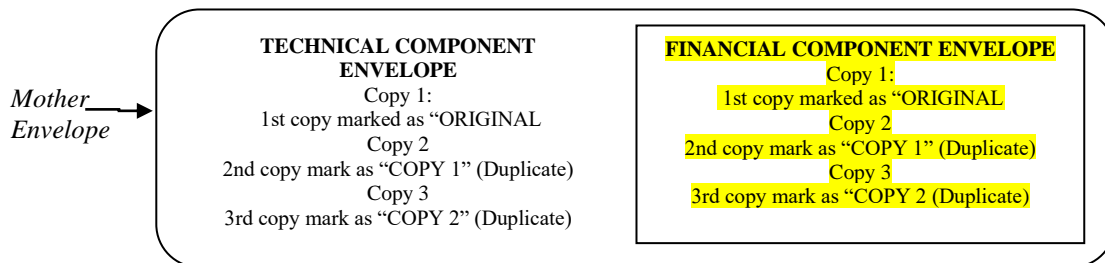 Mother
Envelope
TECHNICAL COMPONENT
ENVELOPE
Copy 1:
1st copy marked as “ORIGINAL
Copy 2
2nd copy mark as “COPY 1” (Duplicate)
Copy 3
3rd copy mark as “COPY 2” (Duplicate)
FINANCIAL COMPONENT ENVELOPE
Copy 1:
1st copy marked as “ORIGINAL
Copy 2
2nd copy mark as “COPY 1” (Duplicate)
Copy 3
3rd copy mark as “COPY 2 (Duplicate)